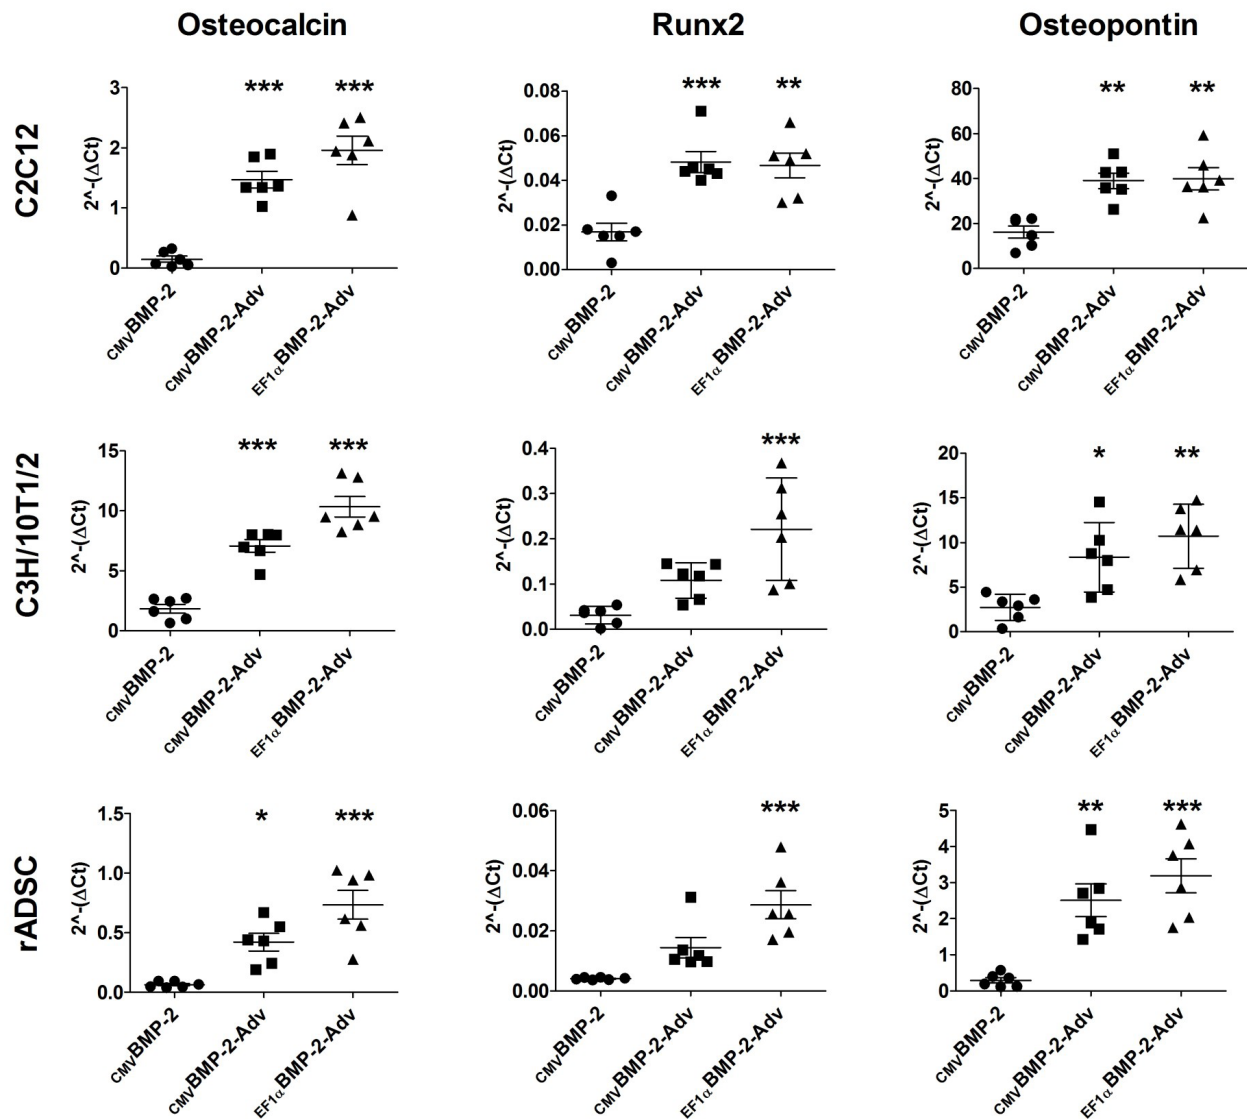 Osteocalcin Runx2 Osteopontin
C2C12
2^-(ΔCt)
3
2
1
0
*** ***
CMVBMP-2
CMVBMP-2-Adv
EF1αBMP-2-Adv
2^-(ΔCt)
0.08
0.06
0.04
0.02
0.00
*** **
CMVBMP-2
CMVBMP-2-Adv
EF1αBMP-2-Adv
2^-(ΔCt)
80
60
40
20
0
** **
CMVBMP-2
CMVBMP-2-Adv
EF1αBMP-2-Adv
C3H/10T1/2
2^-(ΔCt)
15
10
5
0
*** ***
CMVBMP-2
CMVBMP-2-Adv
EF1αBMP-2-Adv
2^-(ΔCt)
0.4
0.3
0.2
0.1
0.0
***
CMVBMP-2
CMVBMP-2-Adv
EF1αBMP-2-Adv
2^-(ΔCt)
20
15
10
5
0
* **
CMVBMP-2
CMVBMP-2-Adv
EF1αBMP-2-Adv
rADSC
2^-(ΔCt)
1.5
1.0
0.5
0.0
* ***
CMVBMP-2
CMVBMP-2-Adv
EF1αBMP-2-Adv
2^-(ΔCt)
0.06
0.04
0.02
0.00
***
CMVBMP-2
CMVBMP-2-Adv
EF1αBMP-2-Adv
2^-(ΔCt)
5
4
3
2
1
0
** ***
CMVBMP-2
CMVBMP-2-Adv
EF1αBMP-2-Adv